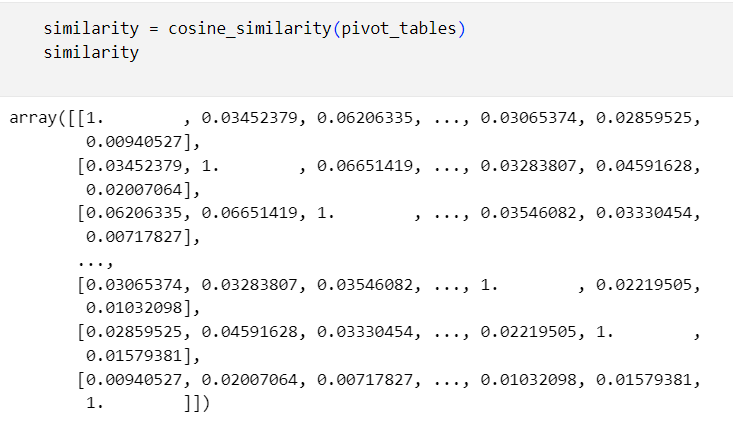 similarity = cosine_similarity(pivot_tables)
similarity
array([[1.        , 0.03452379, 0.06206335, ..., 0.03065374, 0.02859525,
        0.00940527],
       [0.03452379, 1.        , 0.06651419, ..., 0.03283807, 0.04591628,
        0.02007064],
       [0.06206335, 0.06651419, 1.        , ..., 0.03546082, 0.03330454,
        0.00717827],
       ...,
       [0.03065374, 0.03283807, 0.03546082, ..., 1.        , 0.02219505,
        0.01032098],
       [0.02859525, 0.04591628, 0.03330454, ..., 0.02219505, 1.        ,
        0.01579381],
       [0.00940527, 0.02007064, 0.00717827, ..., 0.01032098, 0.01579381,
        1.        ]])